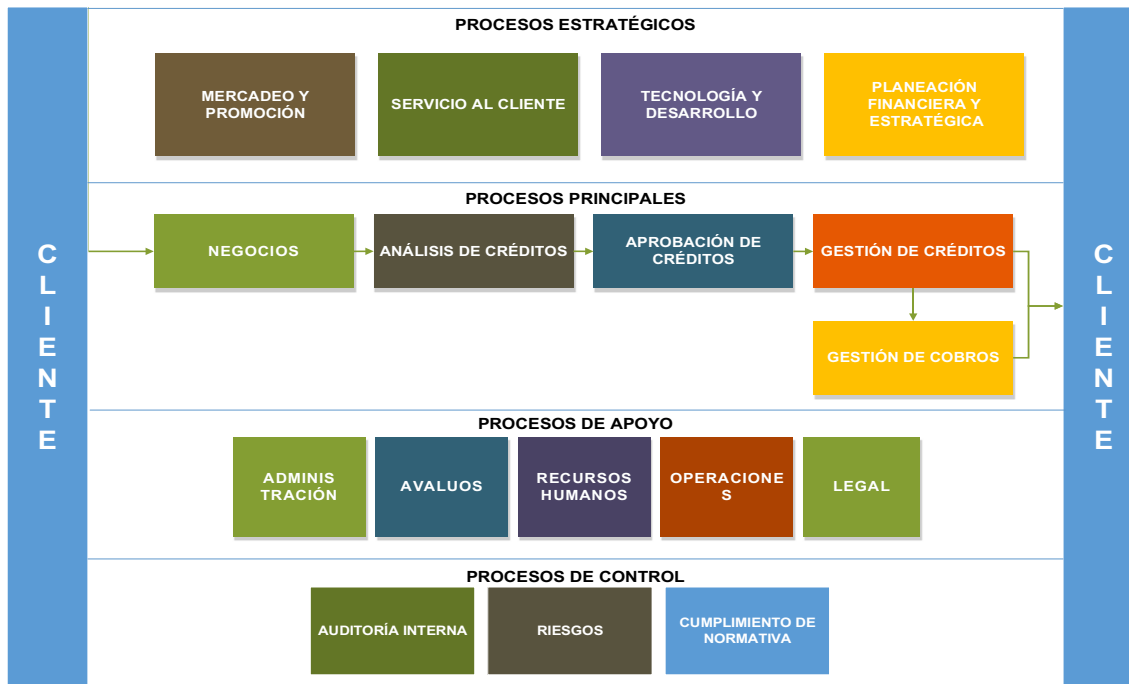 PROCESOS ESTRATÉGICOS
MERCADEO Y
PROMOCIÓN
SERVICIO AL CLIENTE
TECNOLOGÍA Y
DESARROLLO
PLANEACIÓN
FINANCIERA Y
ESTRATÉGICA
PROCESOS PRINCIPALES
NEGOCIOS
ANÁLISIS DE CRÉDITOS
APROBACIÓN DE
CRÉDITOS
GESTIÓN DE CRÉDITOS
GESTIÓN DE COBROS
CLIENTE
CLIENTE
PROCESOS DE APOYO
ADMINIS
TRACIÓN
AVALUOS
RECURSOS
HUMANOS
OPERACIONE
S
LEGAL
PROCESOS DE CONTROL
AUDITORÍA INTERNA
RIESGOS
CUMPLIMIENTO DE
NORMATIVA